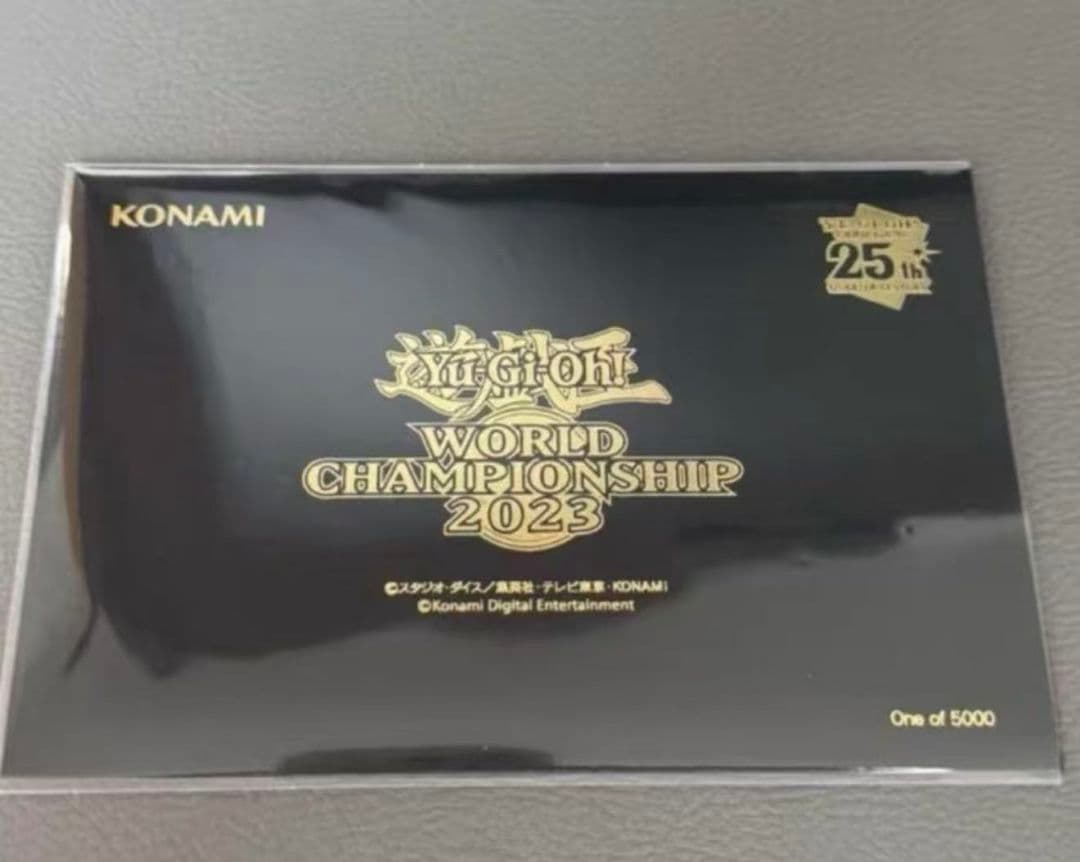 KONAMI
25th
遊戯王
Yu-Gi-Oh!
WORLD
CHAMPIONSHIP
2023
©スタジオ・ダイス/集英社・テレビ東京・KONAMI
©Konami Digital Entertainment
One of 5000